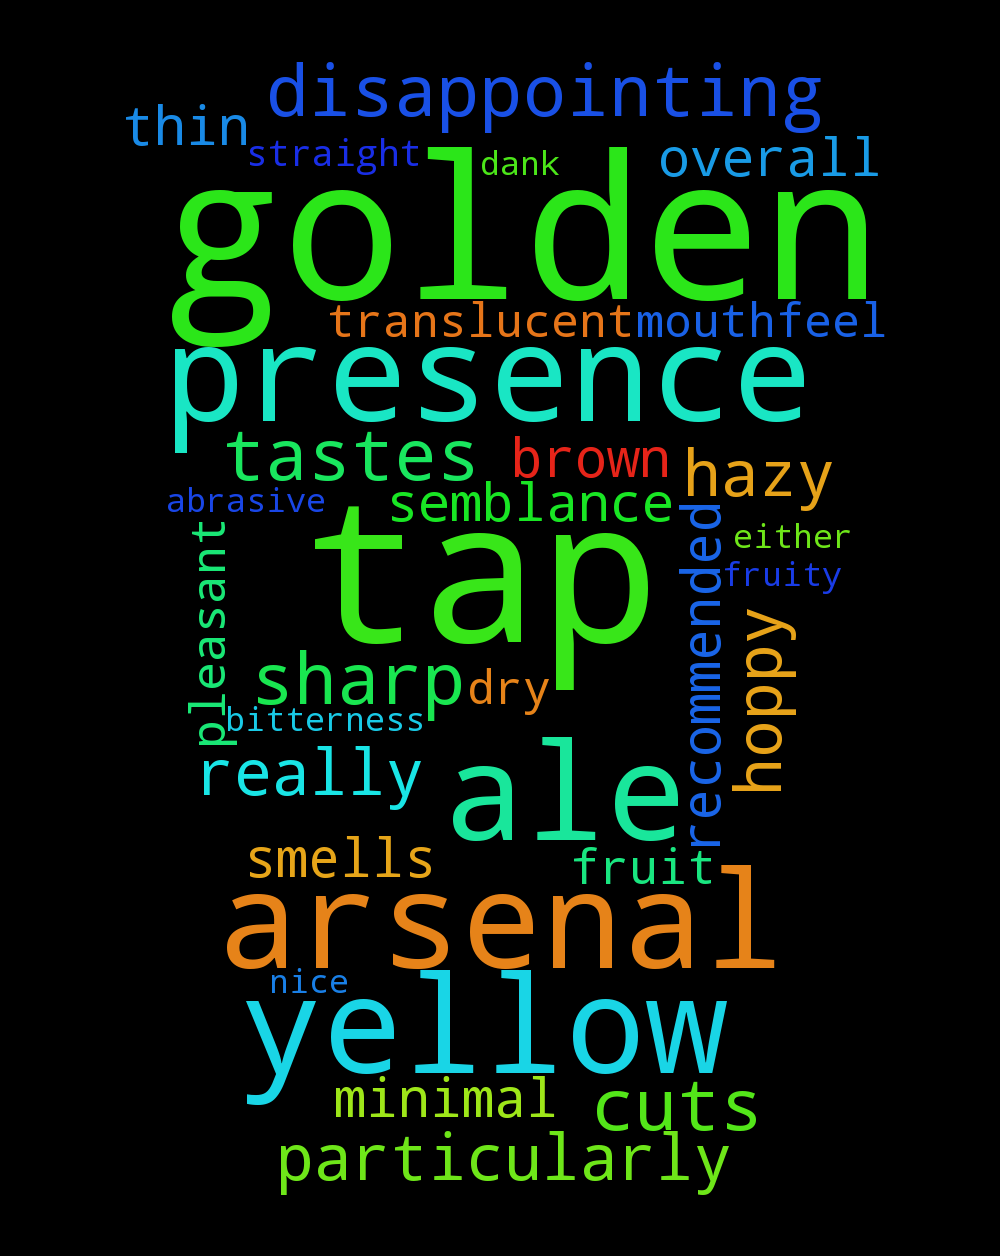 disappointing
thin
straight
dank
overall
golden
translucent
mouthfeel
presence
tastes
brown
hazy
abrasive
semblance
recommended
either
tap
fruity
pleasant
hoppy
sharp
dry
bitterness
really
ale
smells
fruit
arsenal
nice
yellow
minimal
cuts
particularly